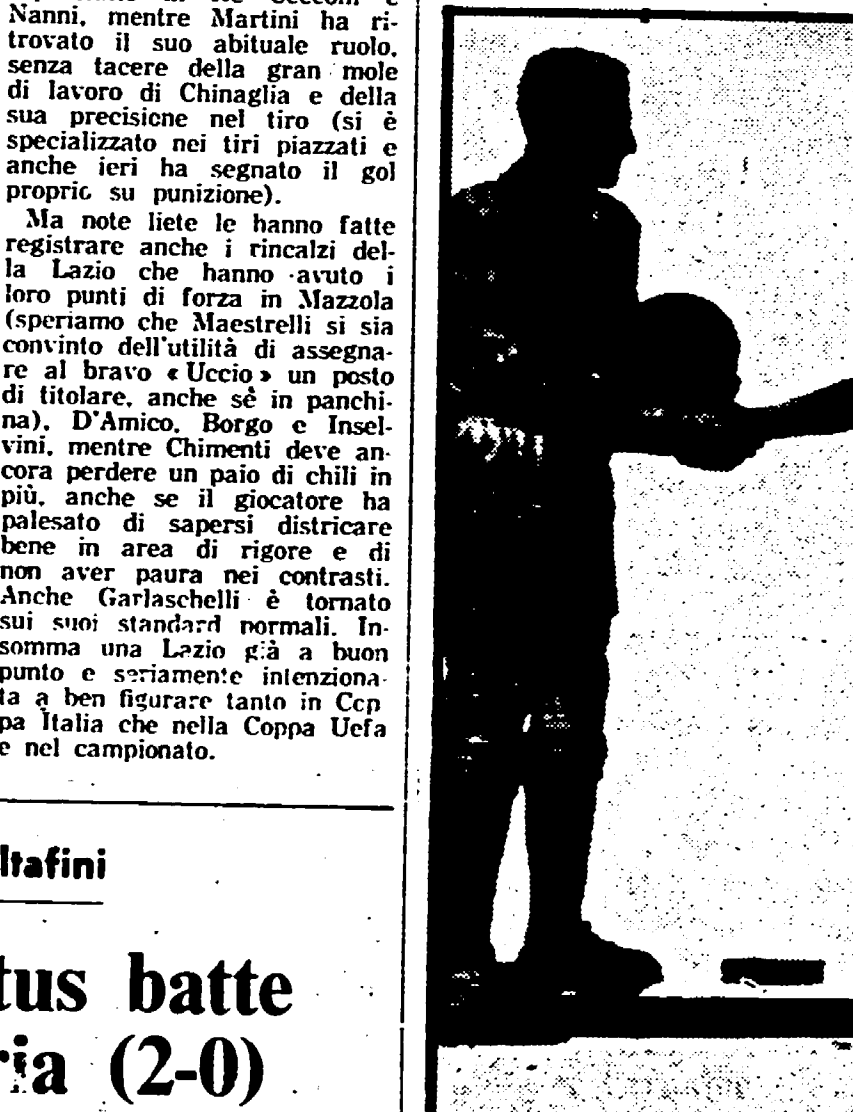 Nanni, mentre Martini ha ri-
trovato il suo abituale ruolo,
senza tacere della gran mole
di lavoro di Chinaglia e della
sua precisione nel tiro (si è
specializzato nei tiri piazzati e
anche ieri ha segnato il gol
proprio su punizione).
Ma note liete le hanno fatte
registrare anche i rincalzi del-
la Lazio che hanno avuto i
loro punti di forza in Mazzola
(speriamo che Maestrelli si sia
convinto dell'utilità di assegna-
re al bravo « Uccio » un posto
di titolare, anche sè in panchi-
na), D'Amico, Borgo e Insel-
vini, mentre Chimenti deve an-
cora perdere un paio di chili in
più, anche se il giocatore ha
palesato di sapersi districare
bene in area di rigore e di
non aver paura nei contrasti.
Anche Garlaschelli è tornato
sui suoi standard normali. In-
somma una Lazio già a buon
punto e seriamente intenziona-
ta a ben figurare tanto in Cop
pa Italia che nella Coppa Uefa
e nel campionato.
ltafini
tus batte
ria (2-0)